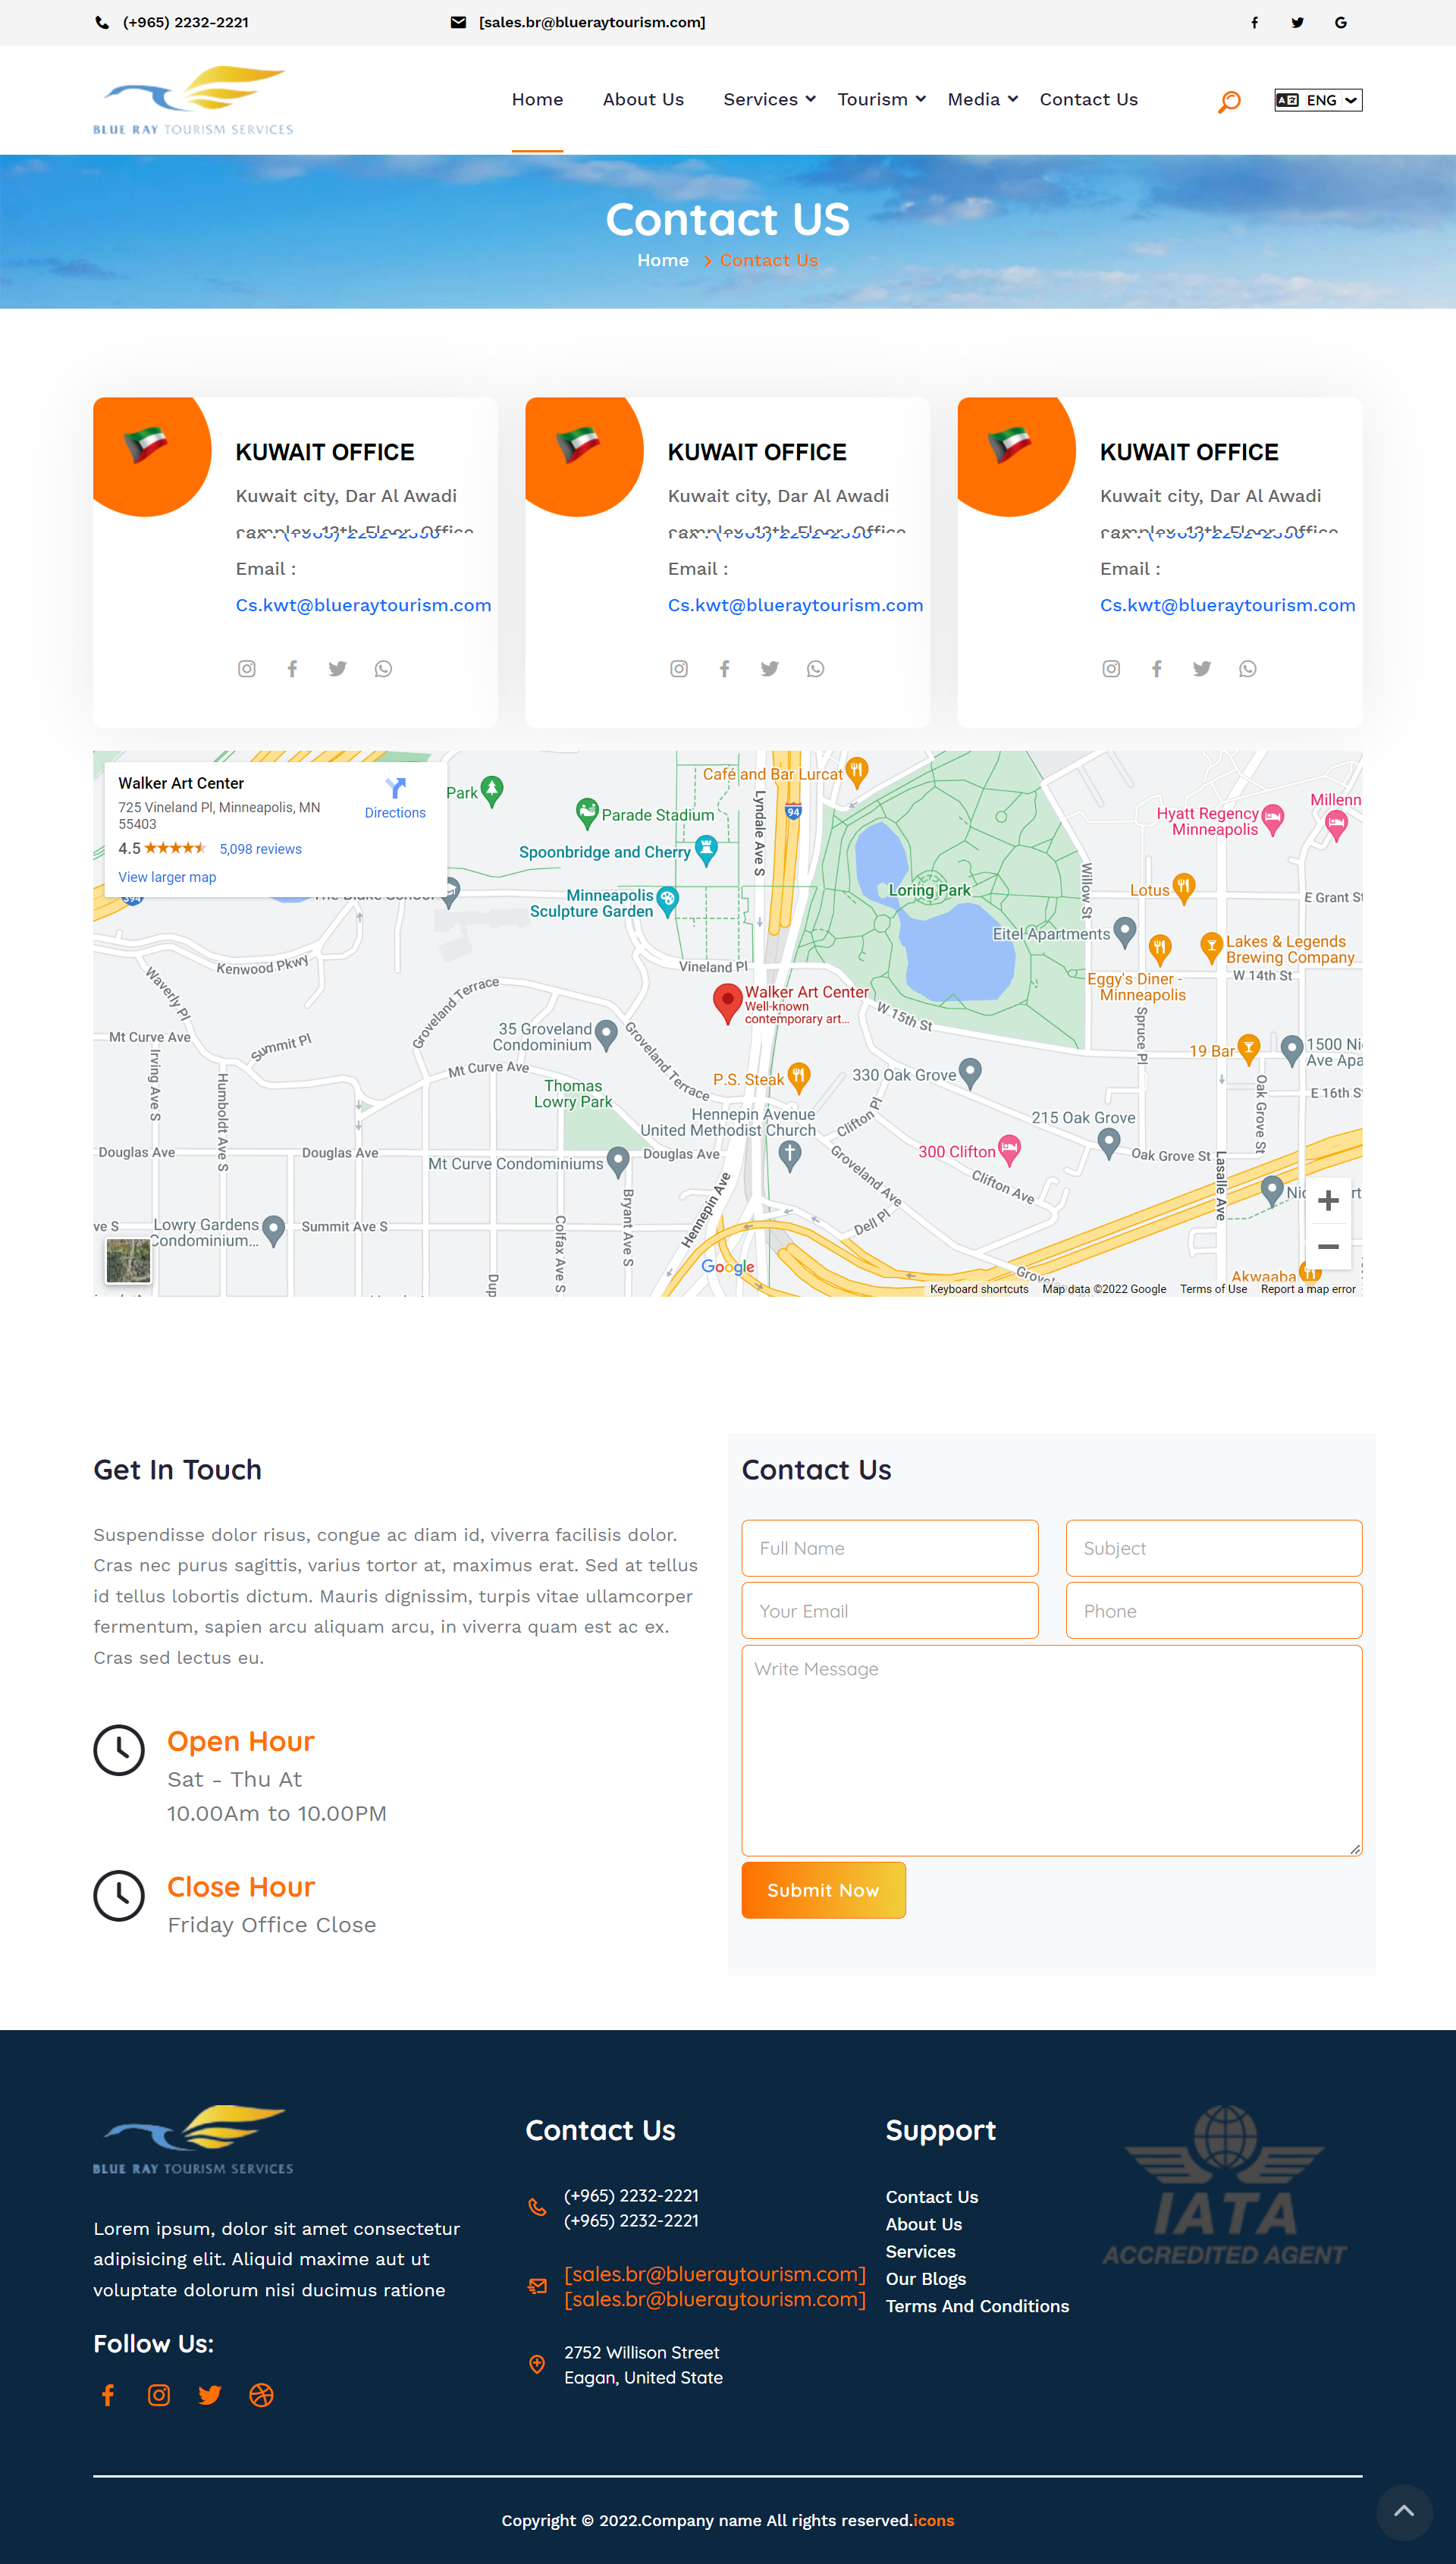 (+965) 2232-2221
[sales.br@blueraytourism.com]
BLUE RAY TOURISM SERVICES
Home
About Us
Services
Tourism
Media
Contact Us
ENG
Contact US
Home
Contact Us
KUWAIT OFFICE
Kuwait city, Dar Al Awadi
Email :
Cs.kwt@blueraytourism.com
KUWAIT OFFICE
Kuwait city, Dar Al Awadi
Email :
Cs.kwt@blueraytourism.com
KUWAIT OFFICE
Kuwait city, Dar Al Awadi
Email :
Cs.kwt@blueraytourism.com
Walker Art Center
725 Vineland Pl, Minneapolis, MN
55403
4.5
5,098 reviews
View larger map
Directions
Park
Parade Stadium
Café and Bar Lurcat
Lyndale Ave S
94
Hyatt Regency
Minneapolis
Millenn
Spoonbridge and Cherry
Minneapolis
Sculpture Garden
Loring Park
Willow St
Lotus
E Grant St
Eitel Apartments
Lakes & Legends
Brewing Company
Eggy's Diner -
Minneapolis
W 14th St
Kenwood Pkwy
Waverly Pl
Groveland Terrace
Vineland Pl
Walker Art Center
Well-known
contemporary art...
W 15th St
Mt Curve Ave
Summit Pl
35 Groveland
Condominium
Groveland Terrace
Spruce Pl
19 Bar
1500 Ni
Ave Apa
Irving Ave S
Humboldt Ave S
Mt Curve Ave
Thomas
Lowry Park
P.S. Steak
330 Oak Grove
Oak Grove St
E 16th St
Hennepin Avenue
United Methodist Church
Clifton Pl
215 Oak Grove
Douglas Ave
Douglas Ave
Mt Curve Condominiums
Douglas Ave
Groveland Ave
300 Clifton
Clifton Ave
Oak Grove St
Lasalle Ave
Lowry Gardens
Condominium...
ve S
Summit Ave S
Colfax Ave S
Bryant Ave S
Hennepin Ave
Dell Pl
Dup
Google
Akwaaba
Keyboard shortcuts
Map data ©2022 Google
Terms of Use
Report a map error
Get In Touch
Suspendisse dolor risus, congue ac diam id, viverra facilisis dolor.
Cras nec purus sagittis, varius tortor at, maximus erat. Sed at tellus
id tellus lobortis dictum. Mauris dignissim, turpis vitae ullamcorper
fermentum, sapien arcu aliquam arcu, in viverra quam est ac ex.
Cras sed lectus eu.
Open Hour
Sat - Thu At
10.00Am to 10.00PM
Close Hour
Friday Office Close
Contact Us
Full Name
Subject
Your Email
Phone
Write Message
Submit Now
BLUE RAY TOURISM SERVICES
Lorem ipsum, dolor sit amet consectetur
adipisicing elit. Aliquid maxime aut ut
voluptate dolorum nisi ducimus ratione
Follow Us:
Contact Us
(+965) 2232-2221
(+965) 2232-2221
[sales.br@blueraytourism.com]
[sales.br@blueraytourism.com]
2752 Willison Street
Eagan, United State
Support
Contact Us
About Us
Services
Our Blogs
Terms And Conditions
IATA
ACCREDITED AGENT
Copyright © 2022.Company name All rights reserved.icons